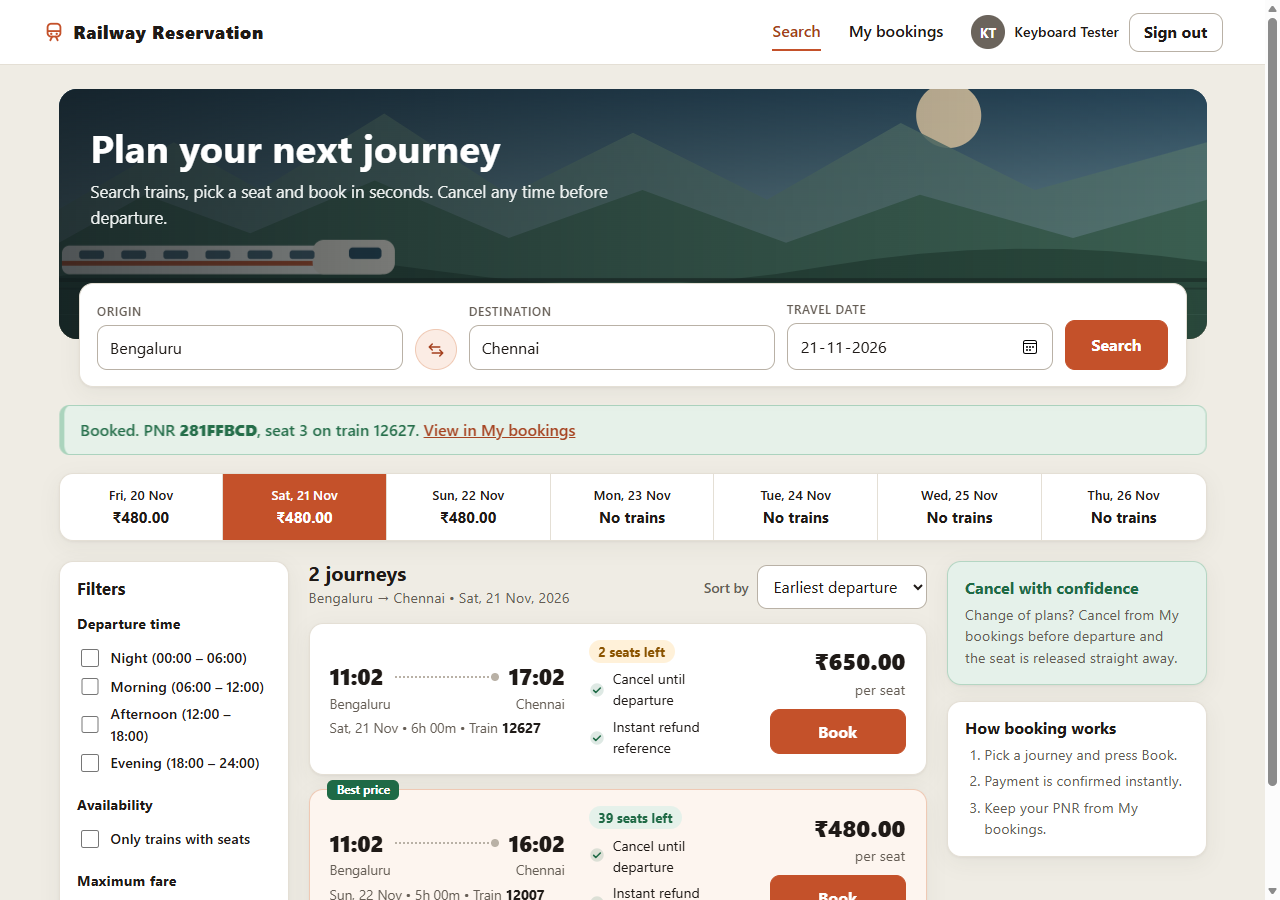 Railway Reservation
Search
My bookings
KT
Keyboard Tester
Sign out
Plan your next journey
Search trains, pick a seat and book in seconds. Cancel any time before
departure.
ORIGIN
Bengaluru
DESTINATION
Chennai
TRAVEL DATE
21-11-2026
Search
Booked. PNR 281FFBCD, seat 3 on train 12627. View in My bookings
Fri, 20 Nov
₹480.00
Sat, 21 Nov
₹480.00
Sun, 22 Nov
₹480.00
Mon, 23 Nov
No trains
Tue, 24 Nov
No trains
Wed, 25 Nov
No trains
Thu, 26 Nov
No trains
Filters
Departure time
Night (00:00 – 06:00)
Morning (06:00 – 12:00)
Afternoon (12:00 –
18:00)
Evening (18:00 – 24:00)
Availability
Only trains with seats
Maximum fare
2 journeys
Bengaluru → Chennai • Sat, 21 Nov, 2026
Sort by
Earliest departure
11:02
17:02
Bengaluru
Chennai
Sat, 21 Nov • 6h 00m • Train 12627
2 seats left
Cancel until
departure
Instant refund
reference
₹650.00
per seat
Book
Best price
11:02
16:02
Bengaluru
Chennai
Sun, 22 Nov • 5h 00m • Train 12007
39 seats left
Cancel until
departure
Instant refund
₹480.00
per seat
Book
Cancel with confidence
Change of plans? Cancel from My
bookings before departure and
the seat is released straight away.
How booking works
1. Pick a journey and press Book.
2. Payment is confirmed instantly.
3. Keep your PNR from My
bookings.